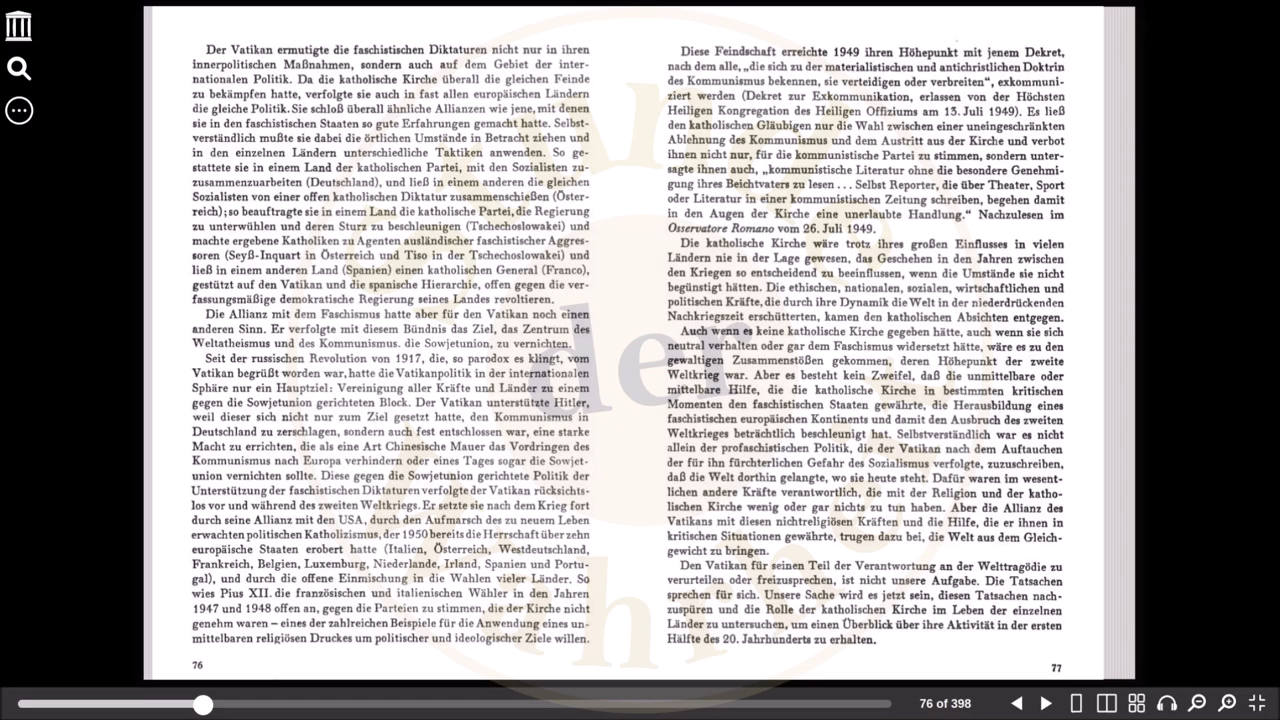 Der Vatikan ermutigte die faschistischen Diktaturen nicht nur in ihren
innerpolitischen Maßnahmen, sondern auch auf dem Gebiet der inter-
nationalen Politik. Da die katholische Kirche überall die gleichen Feinde
zu bekämpfen hatte, verfolgte sie auch in fast allen europäischen Ländern
die gleiche Politik. Sie schloß überall ähnliche Allianzen wie jene, mit denen
sie in den faschistischen Staaten so gute Erfahrungen gemacht hatte. Selbst-
verständlich mußte sie dabei die örtlichen Umstände in Betracht ziehen und
in den einzelnen Ländern unterschiedliche Taktiken anwenden. So ge-
stattete sie in einem Land der katholischen Partei, mit den Sozialisten zu-
zusammenzuarbeiten (Deutschland), und ließ in einem anderen die gleichen
Sozialisten von einer offen katholischen Diktatur zusammenschießen (Öster-
reich); so beauftragte sie in einem Land die katholische Partei, die Regierung
zu unterwühlen und deren Sturz zu beschleunigen (Tschechoslowakei) und
machte ergebene Katholiken zu Agenten ausländischer faschistischer Aggres-
soren (Seyß-Inquart in Österreich und Tiso in der Tschechoslowakei) und
ließ in einem anderen Land (Spanien) einen katholischen General (Franco),
gestützt auf den Vatikan und die spanische Hierarchie, offen gegen die ver-
fassungsmäßige demokratische Regierung seines Landes revoltieren.
Die Allianz mit dem Faschismus hatte aber für den Vatikan noch einen
anderen Sinn. Er verfolgte mit diesem Bündnis das Ziel, das Zentrum des
Weltatheismus und des Kommunismus. die Sowjetunion, zu vernichten.
Seit der russischen Revolution von 1917, die, so parodox es klingt, vom
Vatikan begrüßt worden war, hatte die Vatikanpolitik in der internationalen
Sphäre nur ein Hauptziel: Vereinigung aller Kräfte und Länder zu einem
gegen die Sowjetunion gerichteten Block. Der Vatikan unterstützte Hitler,
weil dieser sich nicht nur zum Ziel gesetzt hatte, den Kommunismus in
Deutschland zu zerschlagen, sondern auch fest entschlossen war, eine starke
Macht zu errichten, die als eine Art Chinesische Mauer das Vordringen des
Kommunismus nach Europa verhindern oder eines Tages sogar die Sowjet-
union vernichten sollte. Diese gegen die Sowjetunion gerichtete Politik der
Unterstützung der faschistischen Diktaturen verfolgte der Vatikan rücksichts-
los vor und während des zweiten Weltkriegs. Er setzte sie nach dem Krieg fort
durch seine Allianz mit den USA, durch den Aufmarsch des zu neuem Leben
erwachten politischen Katholizismus, der 1950 bereits die Herrschaft über zehn
europäische Staaten erobert hatte (Italien, Österreich, Westdeutschland,
Frankreich, Belgien, Luxemburg, Niederlande, Irland, Spanien und Portu-
gal), und durch die offene Einmischung in die Wahlen vieler Länder. So
wies Pius XII. die französischen und italienischen Wähler in den Jahren
1947 und 1948 offen an, gegen die Parteien zu stimmen, die der Kirche nicht
genehm waren – eines der zahlreichen Beispiele für die Anwendung eines un-
mittelbaren religiösen Druckes um politischer und ideologischer Ziele willen.
76
Diese Feindschaft erreichte 1949 ihren Höhepunkt mit jenem Dekret,
nach dem alle, „die sich zu der materialistischen und antichristlichen Doktrin
des Kommunismus bekennen, sie verteidigen oder verbreiten“, exkommuni-
ziert werden (Dekret zur Exkommunikation, erlassen von der Höchsten
Heiligen Kongregation des Heiligen Offiziums am 15. Juli 1949). Es ließ
den katholischen Gläubigen nur die Wahl zwischen einer uneingeschränkten
Ablehnung des Kommunismus und dem Austritt aus der Kirche und verbot
ihnen nicht nur, für die kommunistische Partei zu stimmen, sondern unter-
sagte ihnen auch, „kommunistische Literatur ohne die besondere Genehmi-
gung ihres Beichtvaters zu lesen . . . Selbst Reporter, die über Theater, Sport
oder Literatur in einer kommunistischen Zeitung schreiben, begehen damit
in den Augen der Kirche eine unerlaubte Handlung.“ Nachzulesen im
Osservatore Romano vom 26. Juli 1949.
Die katholische Kirche wäre trotz ihres großen Einflusses in vielen
Ländern nie in der Lage gewesen, das Geschehen in den Jahren zwischen
den Kriegen so entscheidend zu beeinflussen, wenn die Umstände sie nicht
begünstigt hätten. Die ethischen, nationalen, sozialen, wirtschaftlichen und
politischen Kräfte, die durch ihre Dynamik die Welt in der niederdrückenden
Nachkriegszeit erschütterten, kamen den katholischen Absichten entgegen.
Auch wenn es keine katholische Kirche gegeben hätte, auch wenn sie sich
neutral verhalten oder gar dem Faschismus widersetzt hätte, wäre es zu den
gewaltigen Zusammenstößen gekommen, deren Höhepunkt der zweite
Weltkrieg war. Aber es besteht kein Zweifel, daß die unmittelbare oder
mittelbare Hilfe, die die katholische Kirche in bestimmten kritischen
Momenten den faschistischen Staaten gewährte, die Herausbildung eines
faschistischen europäischen Kontinents und damit den Ausbruch des zweiten
Weltkrieges beträchtlich beschleunigt hat. Selbstverständlich war es nicht
allein der profaschistischen Politik, die der Vatikan nach dem Auftauchen
der für ihn fürchterlichen Gefahr des Sozialismus verfolgte, zuzuschreiben,
daß die Welt dorthin gelangte, wo sie heute steht. Dafür waren im wesent-
lichen andere Kräfte verantwortlich, die mit der Religion und der katho-
lischen Kirche wenig oder gar nichts zu tun haben. Aber die Allianz des
Vatikans mit diesen nichtreligiösen Kräften und die Hilfe, die er ihnen in
kritischen Situationen gewährte, trugen dazu bei, die Welt aus dem Gleich-
gewicht zu bringen.
Den Vatikan für seinen Teil der Verantwortung an der Welttragödie zu
verurteilen oder freizusprechen, ist nicht unsere Aufgabe. Die Tatsachen
sprechen für sich. Unsere Sache wird es jetzt sein, diesen Tatsachen nach-
zuspüren und die Rolle der katholischen Kirche im Leben der einzelnen
Länder zu untersuchen, um einen Überblick über ihre Aktivität in der ersten
Hälfte des 20. Jahrhunderts zu erhalten.
77
der
76 of 398